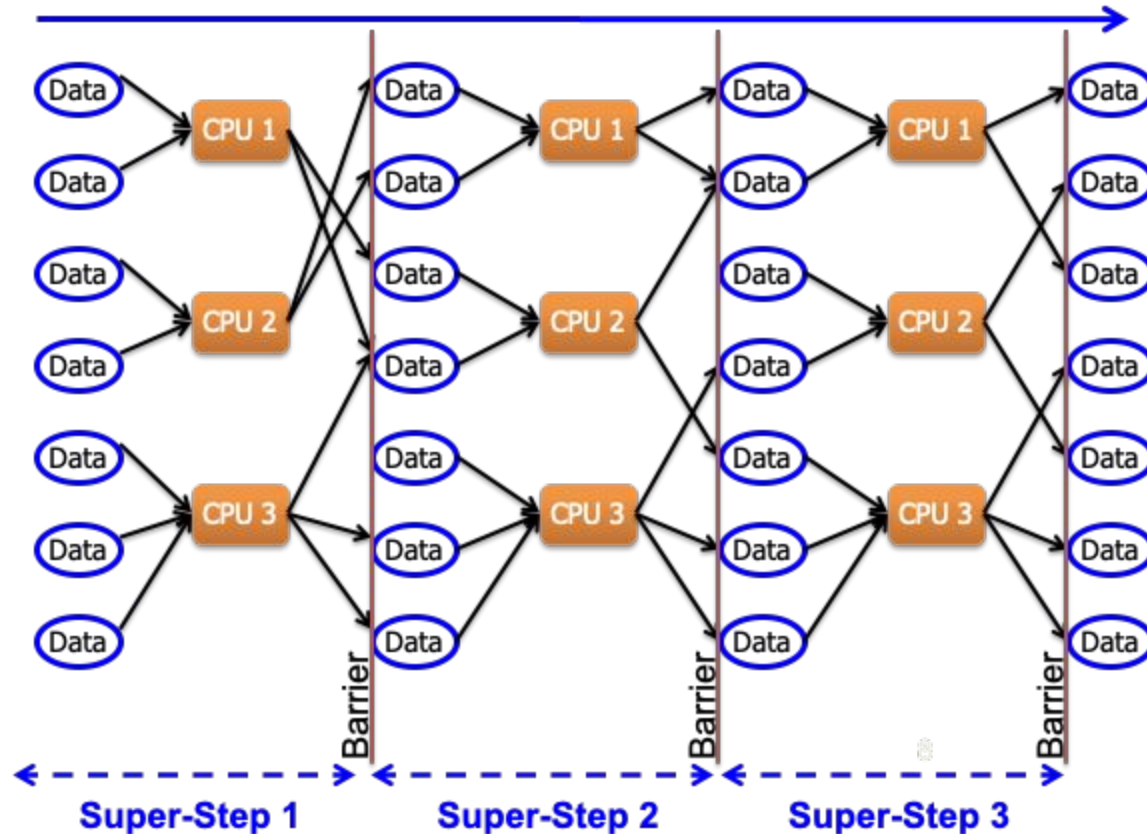 Data Data Data Data
CPU 1 CPU 1 CPU 1
Data Data Data Data
Data Data Data Data
CPU 2 CPU 2 CPU 2
Data Data Data Data
Data Data Data Data
CPU 3 CPU 3 CPU 3
Data Data Data Data
Data Data Data Data
Barrier Barrier Barrier
Super-Step 1 Super-Step 2 Super-Step 3